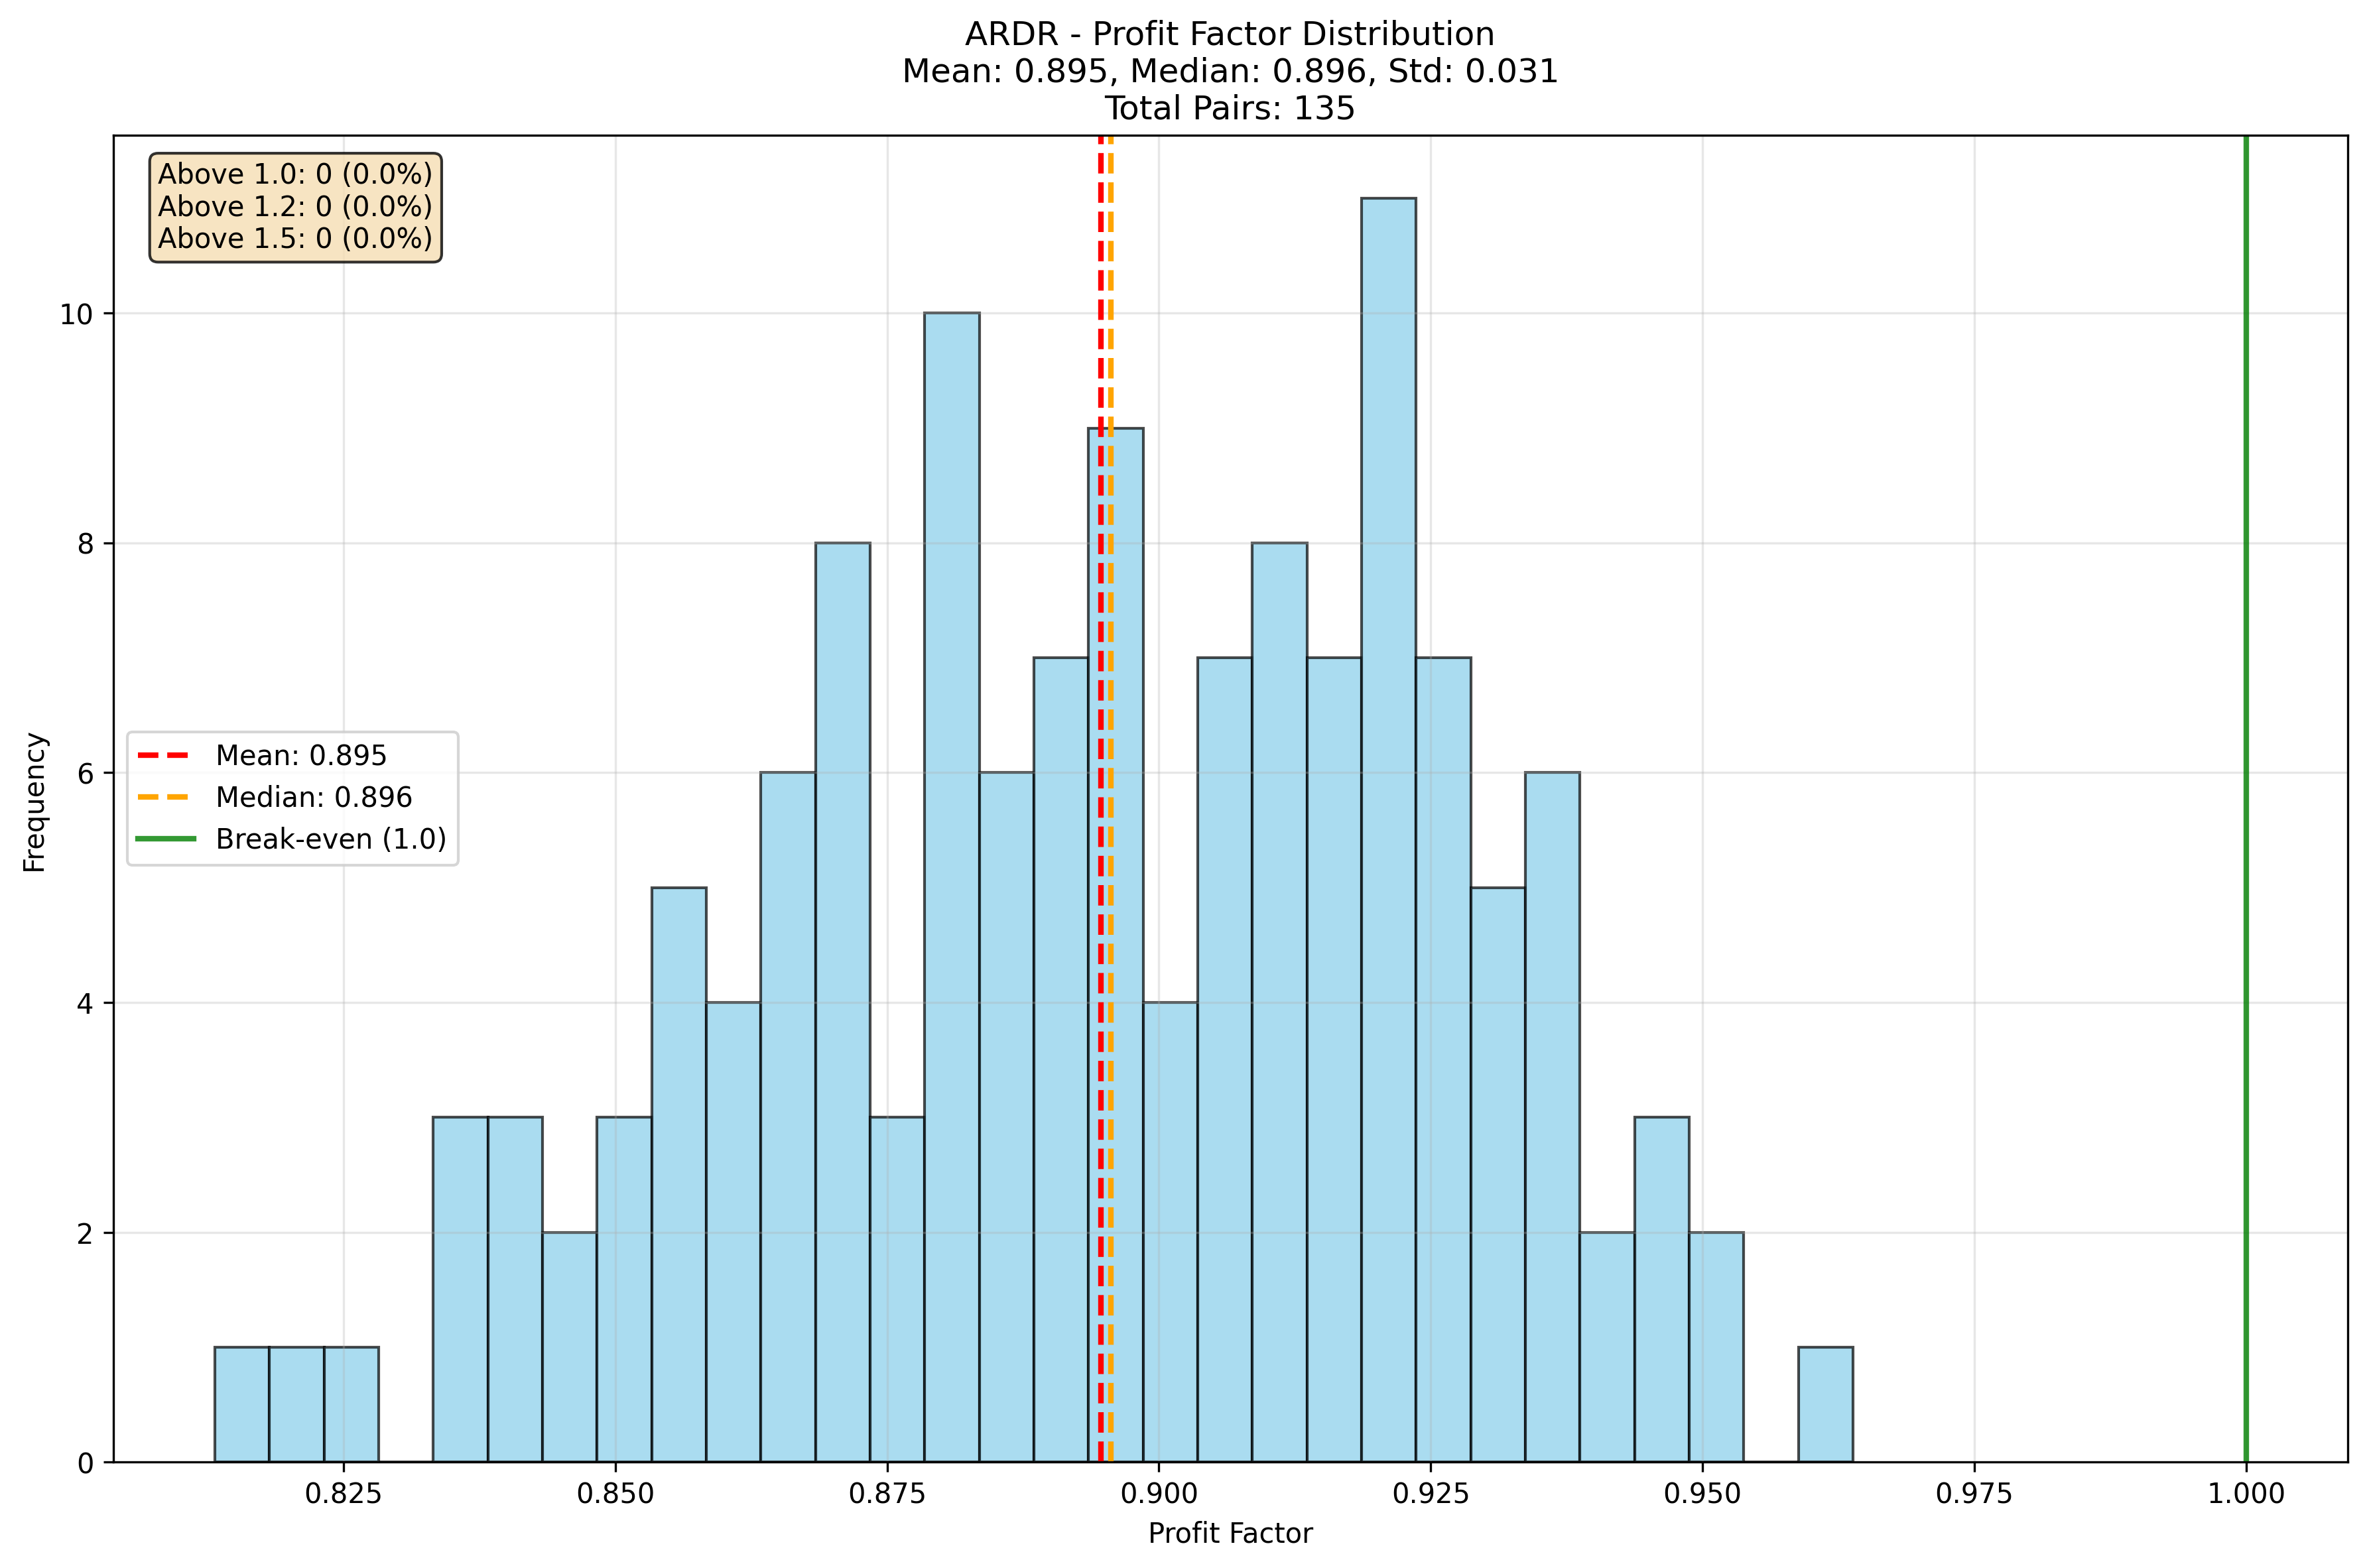 ARDR - Profit Factor Distribution
Mean: 0.895, Median: 0.896, Std: 0.031
Total Pairs: 135
Above 1.0: 0 (0.0%)
Above 1.2: 0 (0.0%)
Above 1.5: 0 (0.0%)
10
8
6
4
2
0
Frequency
Mean: 0.895
Median: 0.896
Break-even (1.0)
0.825 0.850 0.875 0.900 0.925 0.950 0.975 1.000
Profit Factor